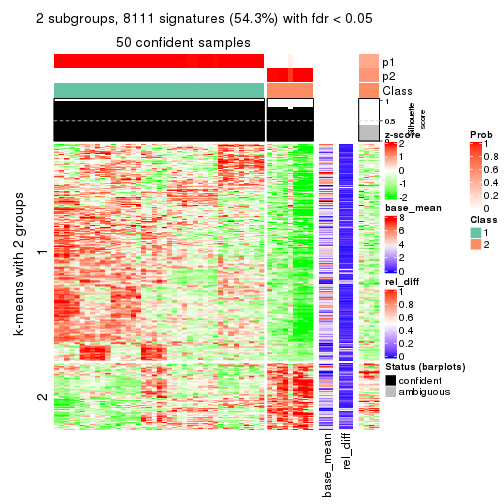 2 subgroups, 8111 signatures (54.3%) with fdr < 0.05
50 confident samples
p1
p2
Class
1
0.5
0
Silhouette
score
k-means with 2 groups
1
2
base_mean
rel_diff
z-score
2
1
0
-1
-2
base_mean
8
6
4
2
0
rel_diff
1
0.8
0.6
0.4
0.2
0
Status (barplots)
confident
ambiguous
Prob
1
0.8
0.6
0.4
0.2
0
Class
1
2